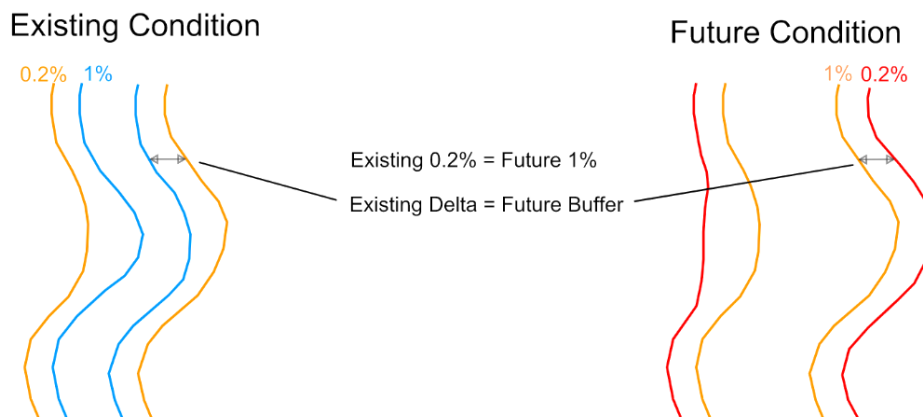 Existing Condition
Future Condition
0.2% 1%
1% 0.2%
Existing 0.2% = Future 1%
Existing Delta = Future Buffer